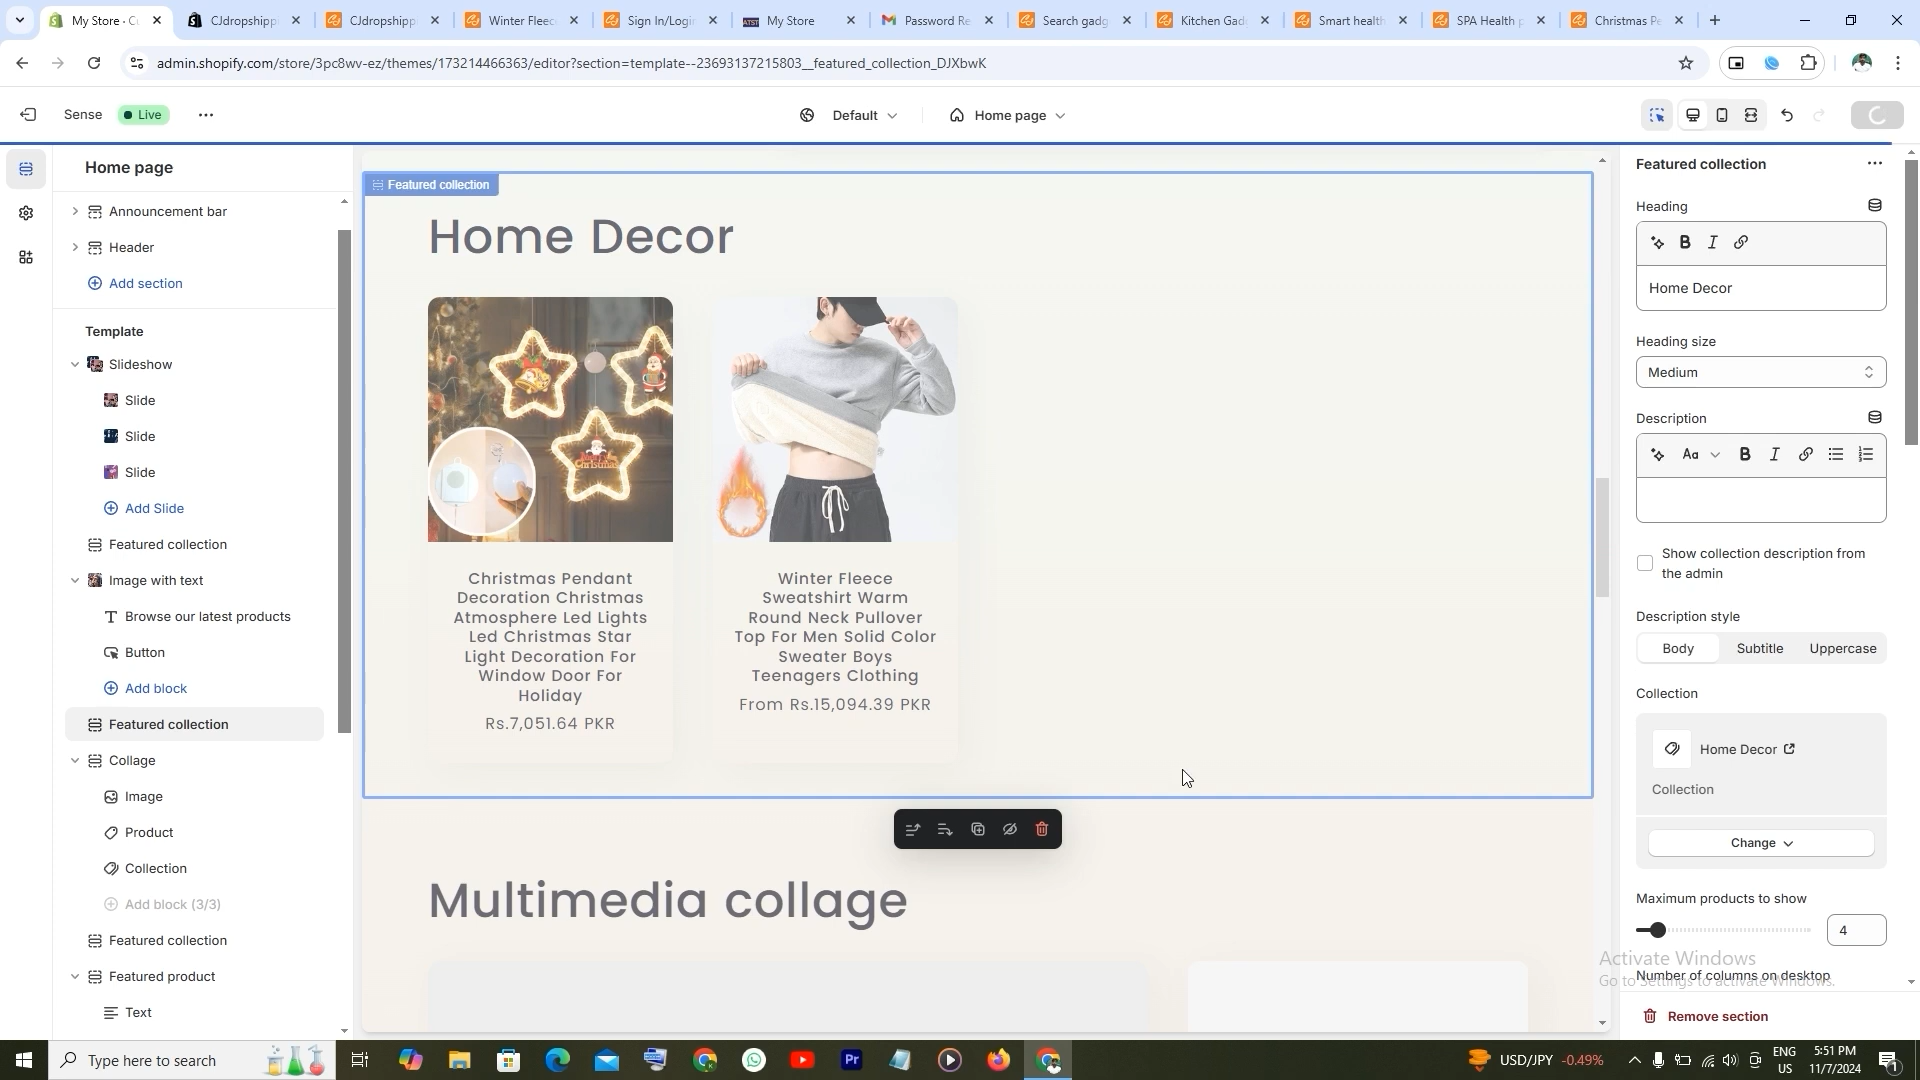 My Store · Cu
CJdropshippi
CJdropshippi
Winter Fleec
Sign In/Login
My Store
Password Re
Search gadg
Kitchen Gad
Smart health
SPA Health p
Christmas Pe
admin.shopify.com/store/3pc8wv-ez/themes/173214466363/editor?section=template--23693137215803__featured_collection_DJXbwK
Sense
Live
Default
Home page
Home page
Announcement bar
Header
Add section
Template
Slideshow
Slide
Slide
Slide
Add Slide
Featured collection
Image with text
Browse our latest products
Button
Add block
Featured collection
Collage
Image
Product
Collection
Add block (3/3)
Featured collection
Featured product
Text
Featured collection
Home Decor
Christmas Pendant
Decoration Christmas
Atmosphere Led Lights
Led Christmas Star
Light Decoration For
Window Door For
Holiday
Rs.7,051.64 PKR
Winter Fleece
Sweatshirt Warm
Round Neck Pullover
Top For Men Solid Color
Sweater Boys
Teenagers Clothing
From Rs.15,094.39 PKR
Multimedia collage
Featured collection
Heading
Home Decor
Heading size
Medium
Description
Aa
Show collection description from
the admin
Description style
Body
Subtitle
Uppercase
Collection
Home Decor
Collection
Change
Maximum products to show
4
Number of columns on desktop
Activate Windows
Go to Settings to activate Windows.
Remove section
Type here to search
USD/JPY -0.49%
ENG
US
5:51 PM
11/7/2024
1